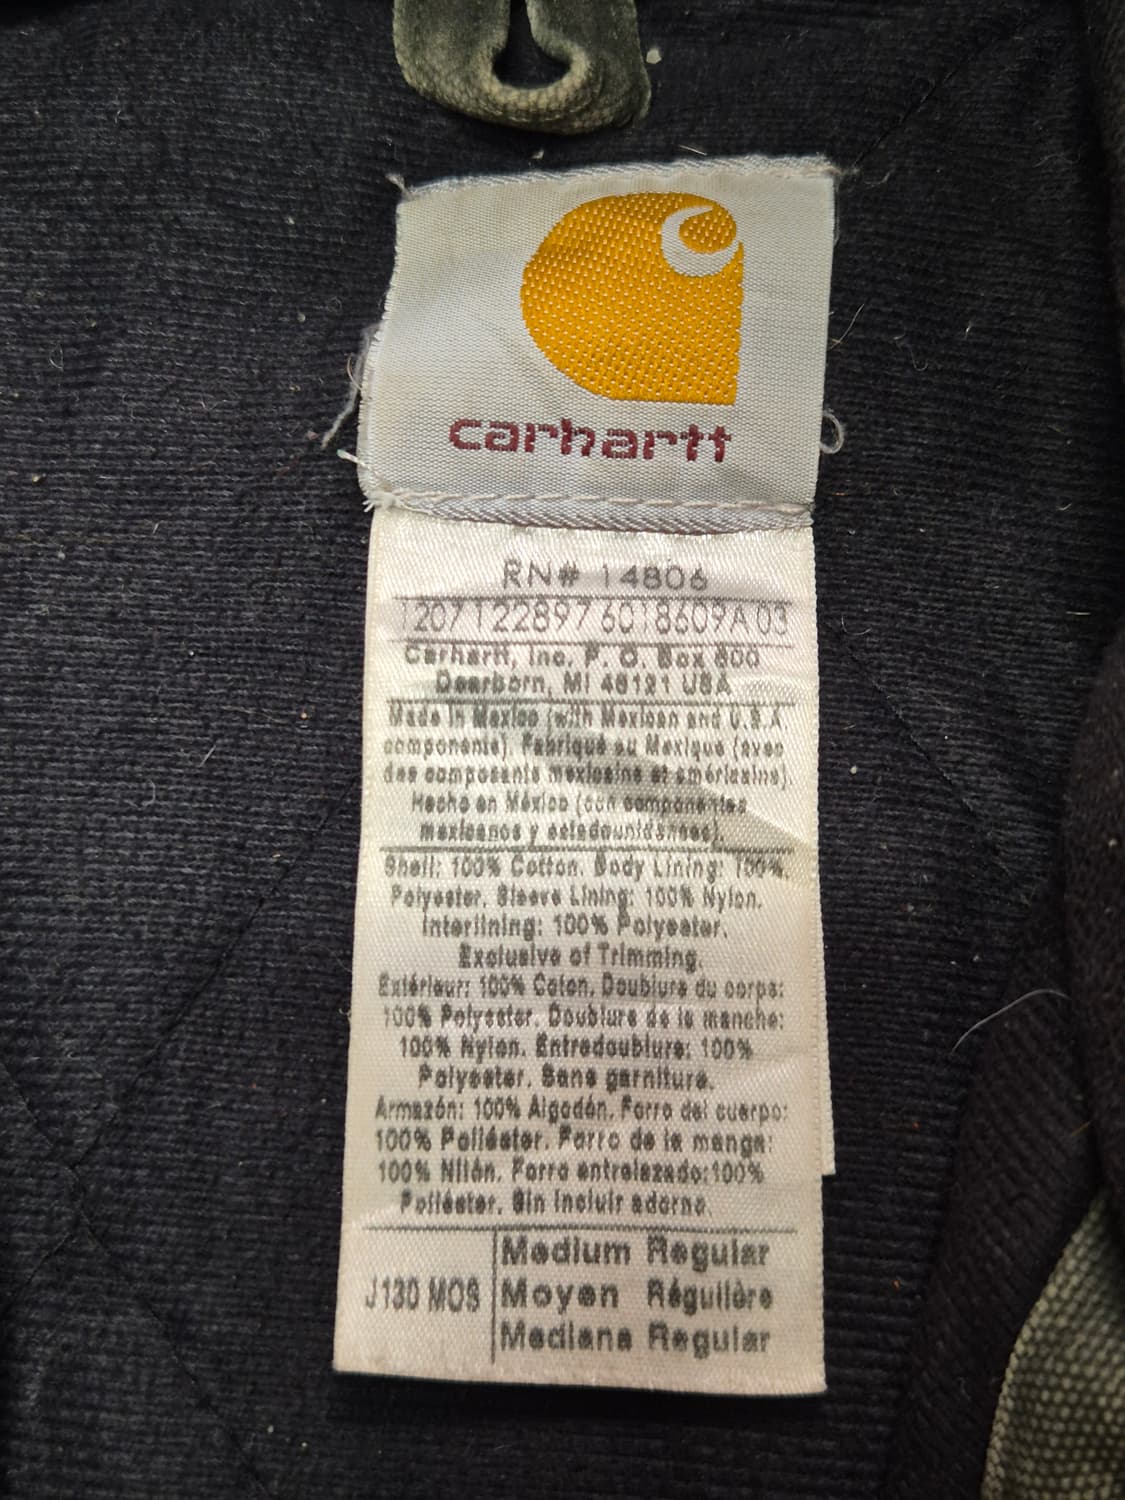 carhartt
RN# 14806
1207122897 6018609A 03
Carhartt, Inc. P. O. Box 600
Dearborn, MI 48121 USA
Made in Mexico (with Mexican and U.S.A.
components). Fabriqué au Mexique (avec
des composants mexicains et américains).
Hecho en México (con componentes
mexicanos y estadounidenses).
Shell: 100% Cotton. Body Lining: 100%
Polyester. Sleeve Lining: 100% Nylon.
Interlining: 100% Polyester.
Exclusive of Trimming.
Extérieur: 100% Coton. Doublure du corps:
100% Polyester. Doublure de la manche:
100% Nylon. Entredoublure: 100%
Polyester. Sans garniture.
Armazón: 100% Algodón. Forro del cuerpo:
100% Poliéster. Forro de la manga:
100% Nilón. Forro entrelazado:100%
Poliéster. Sin incluir adorno.
J130 MOS
Medium Regular
Moyen Régulière
Mediana Regular